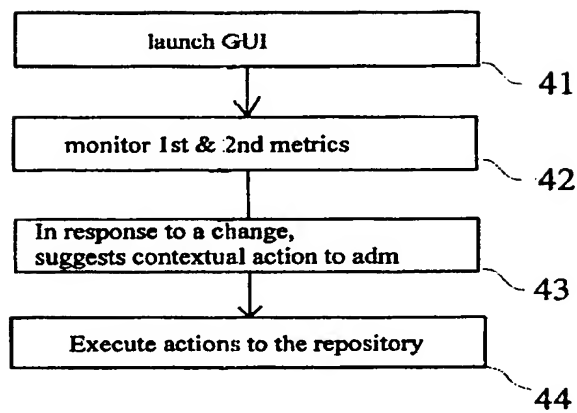 launch GUI
41
monitor 1st & 2nd metrics
42
In response to a change,
suggests contextual action to adm
43
Execute actions to the repository
44